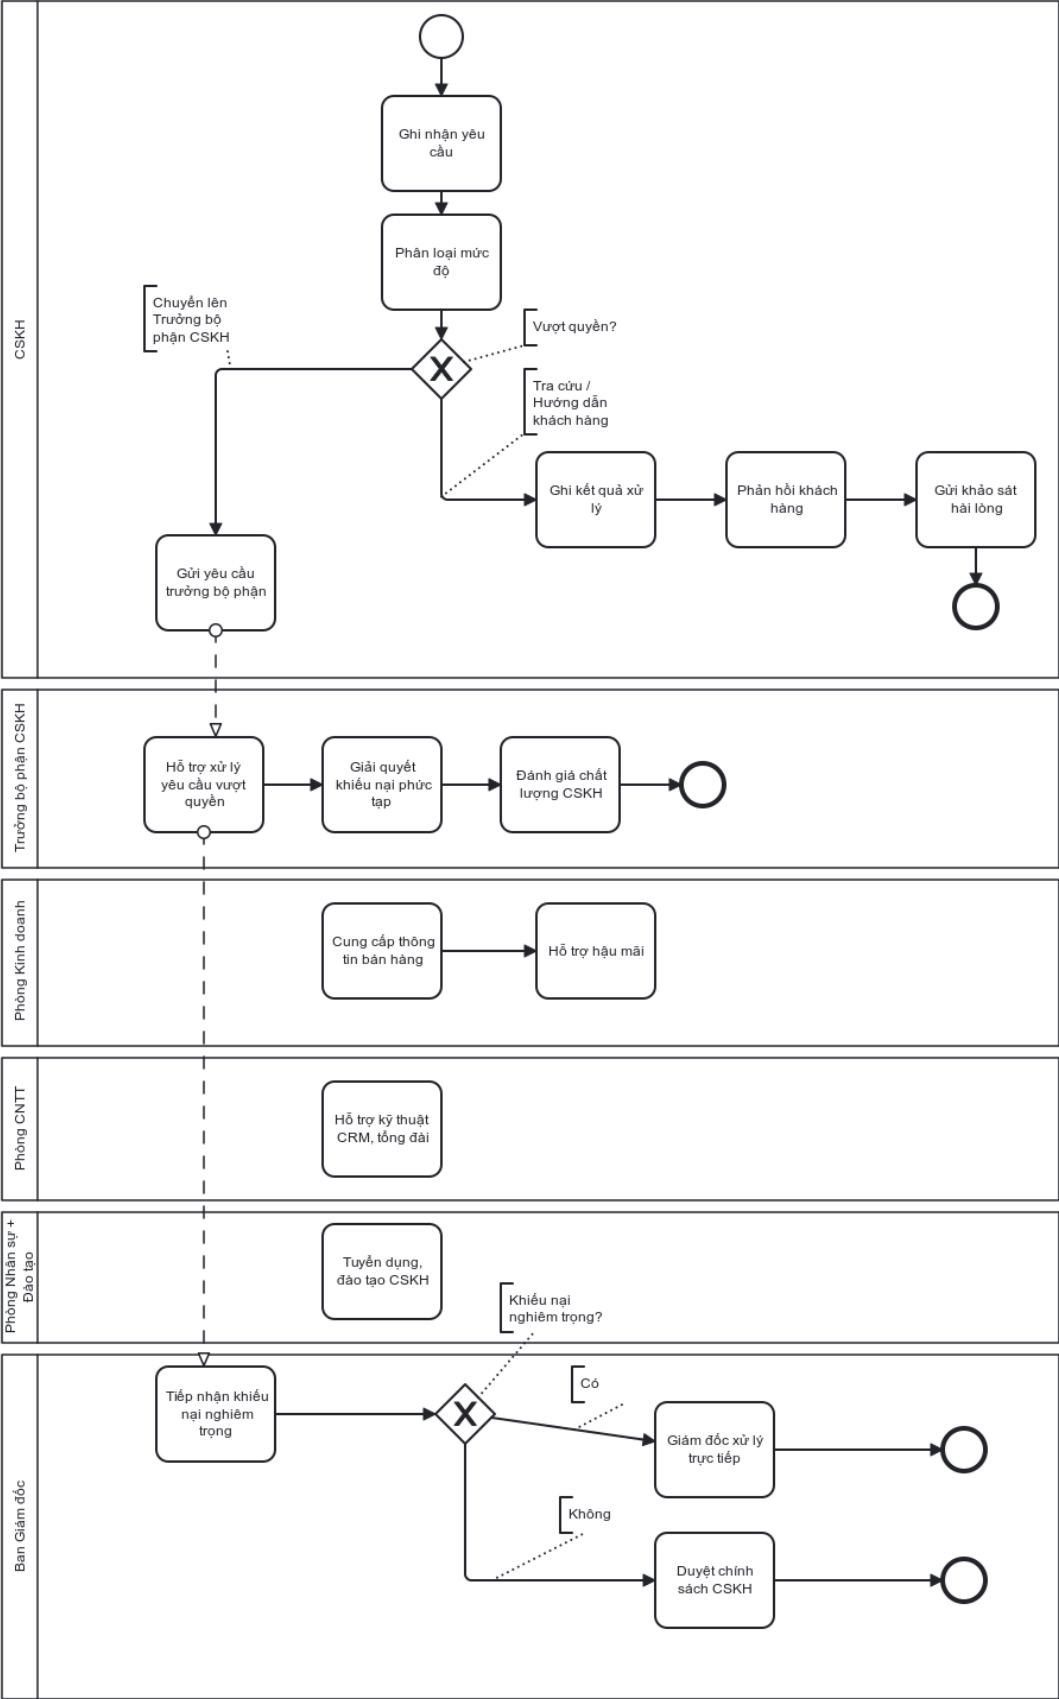 CSKH
Ghi nhận yêu
cầu
Phân loại mức
độ
Chuyển lên
Trưởng bộ
phận CSKH
Vượt quyền?
Tra cứu /
Hướng dẫn
khách hàng
Ghi kết quả xử
lý
Phản hồi khách
hàng
Gửi khảo sát
hài lòng
Gửi yêu cầu
trưởng bộ phận
Trưởng bộ phận CSKH
Hỗ trợ xử lý
yêu cầu vượt
quyền
Giải quyết
khiếu nại phức
tạp
Đánh giá chất
lượng CSKH
Phòng Kinh doanh
Cung cấp thông
tin bán hàng
Hỗ trợ hậu mãi
Phòng CNTT
Hỗ trợ kỹ thuật
CRM, tổng đài
Phòng Nhân sự +
Đào tạo
Tuyển dụng,
đào tạo CSKH
Khiếu nại
nghiêm trọng?
Ban Giám đốc
Tiếp nhận khiếu
nại nghiêm
trọng
Có
Giám đốc xử lý
trực tiếp
Không
Duyệt chính
sách CSKH